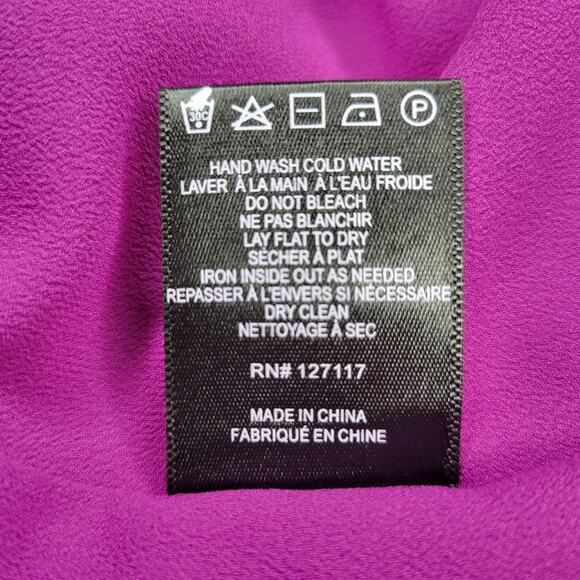 30C P
HAND WASH COLD WATER
LAVER À LA MAIN À L'EAU FROIDE
DO NOT BLEACH
NE PAS BLANCHIR
LAY FLAT TO DRY
SÉCHER À PLAT
IRON INSIDE OUT AS NEEDED
REPASSER À L'ENVERS SI NÉCESSAIRE
DRY CLEAN
NETTOYAGE À SEC
RN# 127117
MADE IN CHINA
FABRIQUÉ EN CHINE